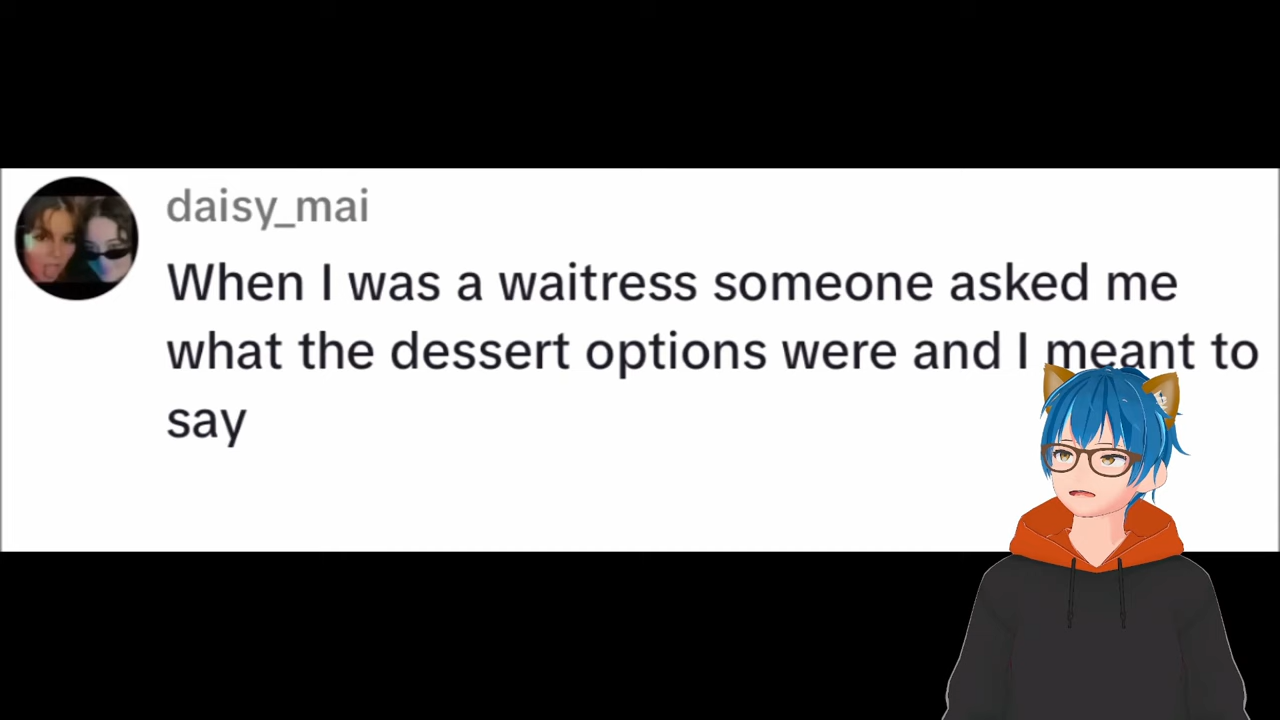 daisy_mai
When I was a waitress someone asked me
what the dessert options were and I meant to
say